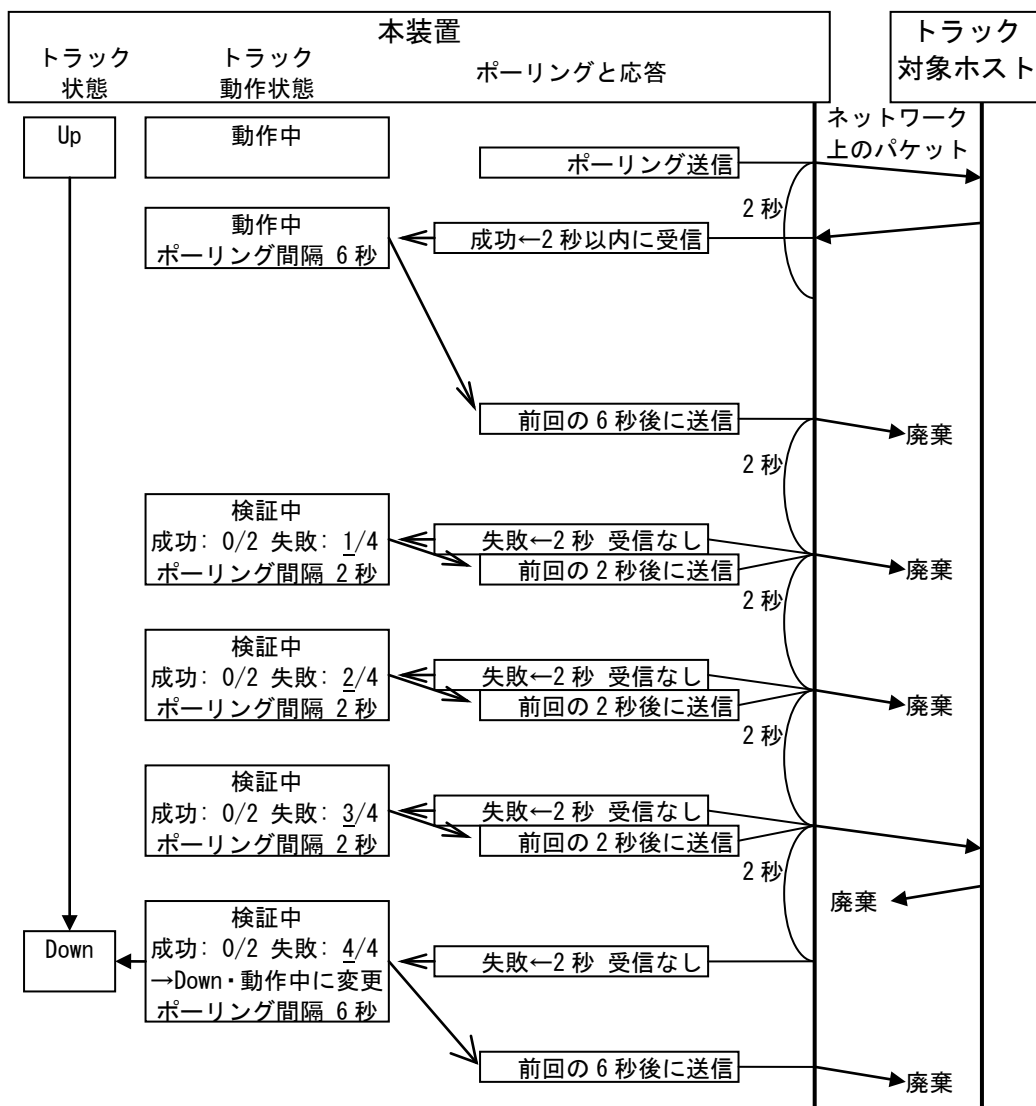 本装置
トラック
対象ホスト
トラック
状態
トラック
動作状態
ポーリングと応答
Up
動作中
ネットワーク
上のパケット
ポーリング送信
2 秒
動作中
ポーリング間隔 6 秒
成功←2 秒以内に受信
前回の 6 秒後に送信
廃棄
2 秒
検証中
成功: 0/2 失敗: 1/4
ポーリング間隔 2 秒
失敗←2 秒 受信なし
前回の 2 秒後に送信
廃棄
2 秒
検証中
成功: 0/2 失敗: 2/4
ポーリング間隔 2 秒
失敗←2 秒 受信なし
前回の 2 秒後に送信
廃棄
2 秒
検証中
成功: 0/2 失敗: 3/4
ポーリング間隔 2 秒
失敗←2 秒 受信なし
前回の 2 秒後に送信
2 秒
廃棄
Down
検証中
成功: 0/2 失敗: 4/4
→Down・動作中に変更
ポーリング間隔 6 秒
失敗←2 秒 受信なし
前回の 6 秒後に送信
廃棄